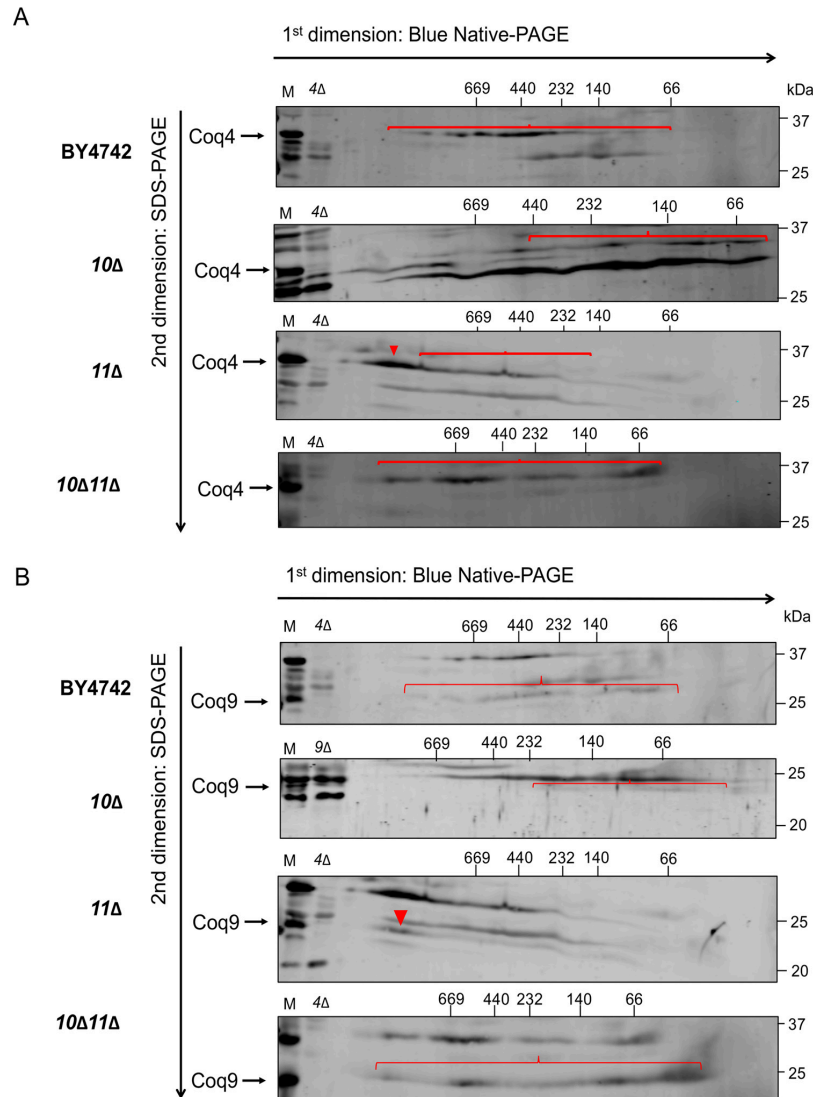 A
1st dimension: Blue Native-PAGE
2nd dimension: SDS-PAGE
M 4Δ 669 440 232 140 66 kDa
BY4742 Coq4 37
25
M 4Δ 669 440 232 140 66
10Δ Coq4 37
25
M 4Δ 669 440 232 140 66
11Δ Coq4 37
25
M 4Δ 669 440 232 140 66
10Δ11Δ Coq4 37
25
B
1st dimension: Blue Native-PAGE
2nd dimension: SDS-PAGE
kDa
M 4Δ 669 440 232 140 66
BY4742 Coq9 37
25
M 9Δ 669 440 232 140 66
10Δ Coq9 25
20
M 4Δ 669 440 232 140 66
11Δ Coq9 25
20
M 4Δ 669 440 232 140 66
10Δ11Δ Coq9 37
25